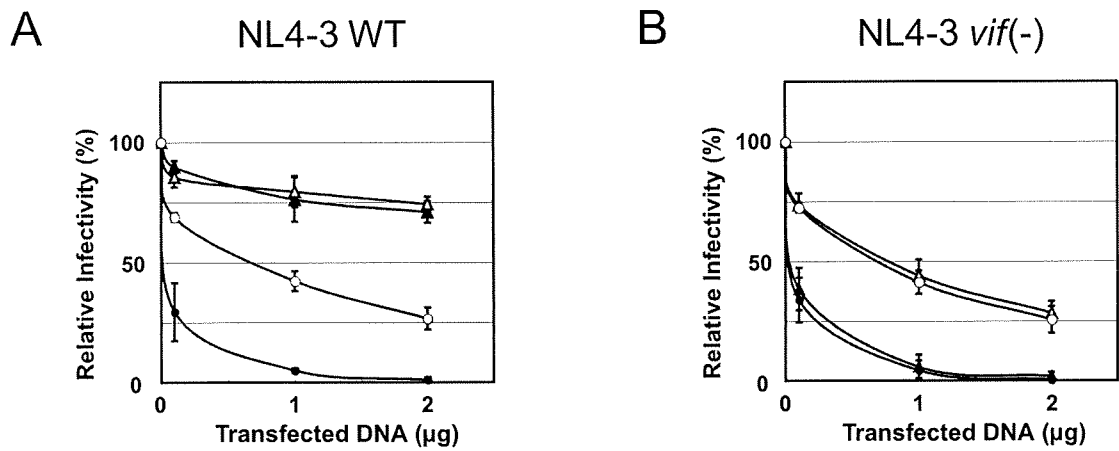 A
NL4-3 WT
Relative Infectivity (%)
100
50
0
0
1
2
Transfected DNA (μg)
B
NL4-3 vif(-)
Relative Infectivity (%)
100
50
0
0
1
2
Transfected DNA (μg)